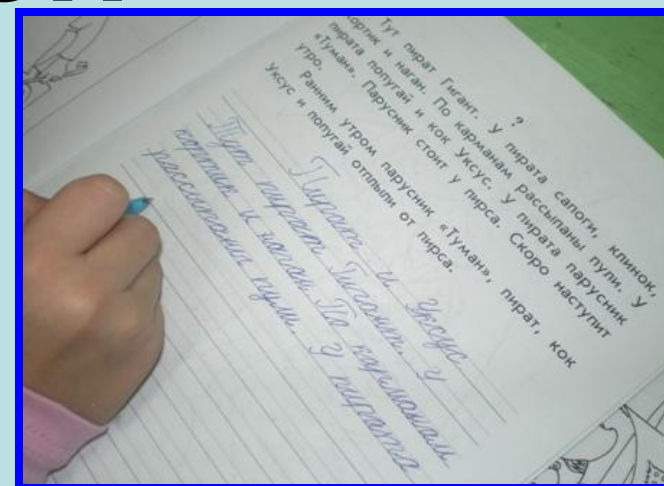 ?
Тут пират Гигант. У пирата сапоги, клинок,
кортик и наган. По карманам рассыпаны пули. У
пирата попугай и кок Уксус. У пирата парусник
«Туман». Парусник стоит у пирса. Скоро наступит
утро.
Ранним утром парусник «Туман», пират, кок
Уксус и попугай отплыли от пирса.
Пират и Уксус
Тут пират Гигант. У
кортик и наган По карманам
рассыпаны пули. У пирата